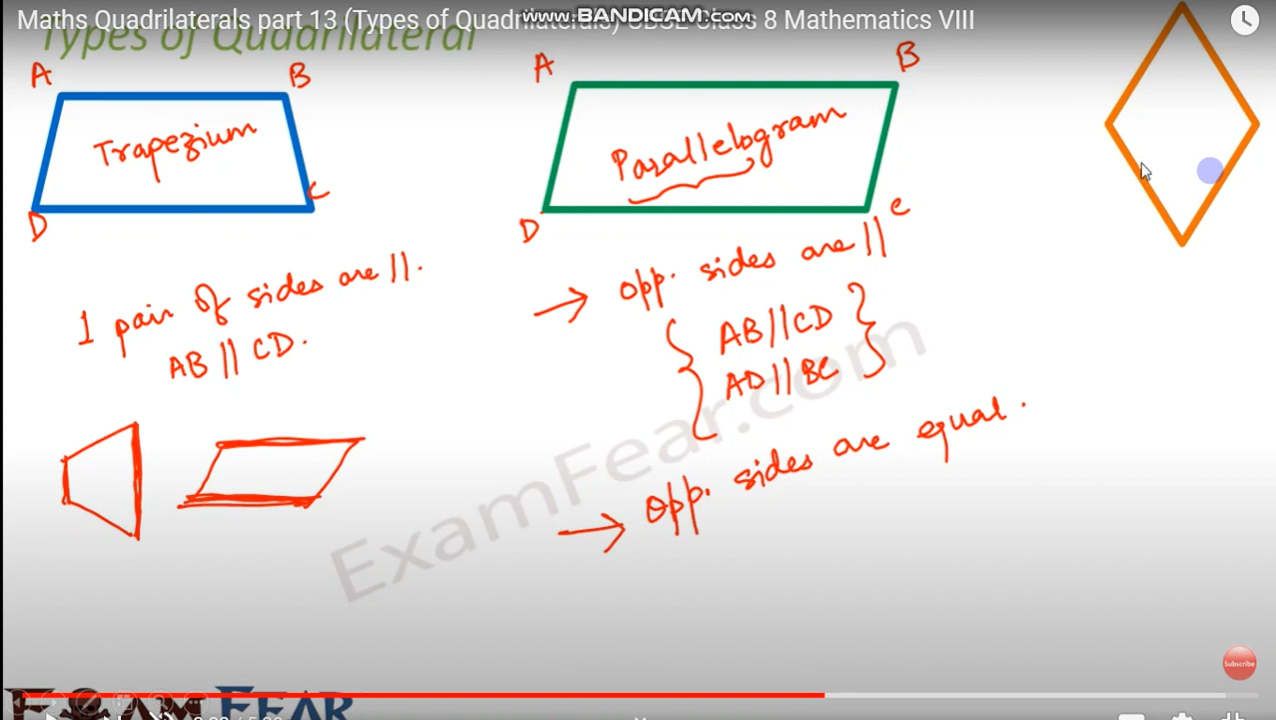 Maths Quadrilaterals part 13 (Types of Quadrilaterals) CBSE Class 8 Mathematics VIII
www.BANDICAM.com
Types of Quadrilateral
A B
Trapezium
D C
1 pair of sides are ||.
AB || CD.
A B
Parallelogram
D C
→ opp. sides are ||
{ AB || CD }
AD || BC
→ opp. sides are equal.
ExamFear.com
Subscribe
EXAM FEAR